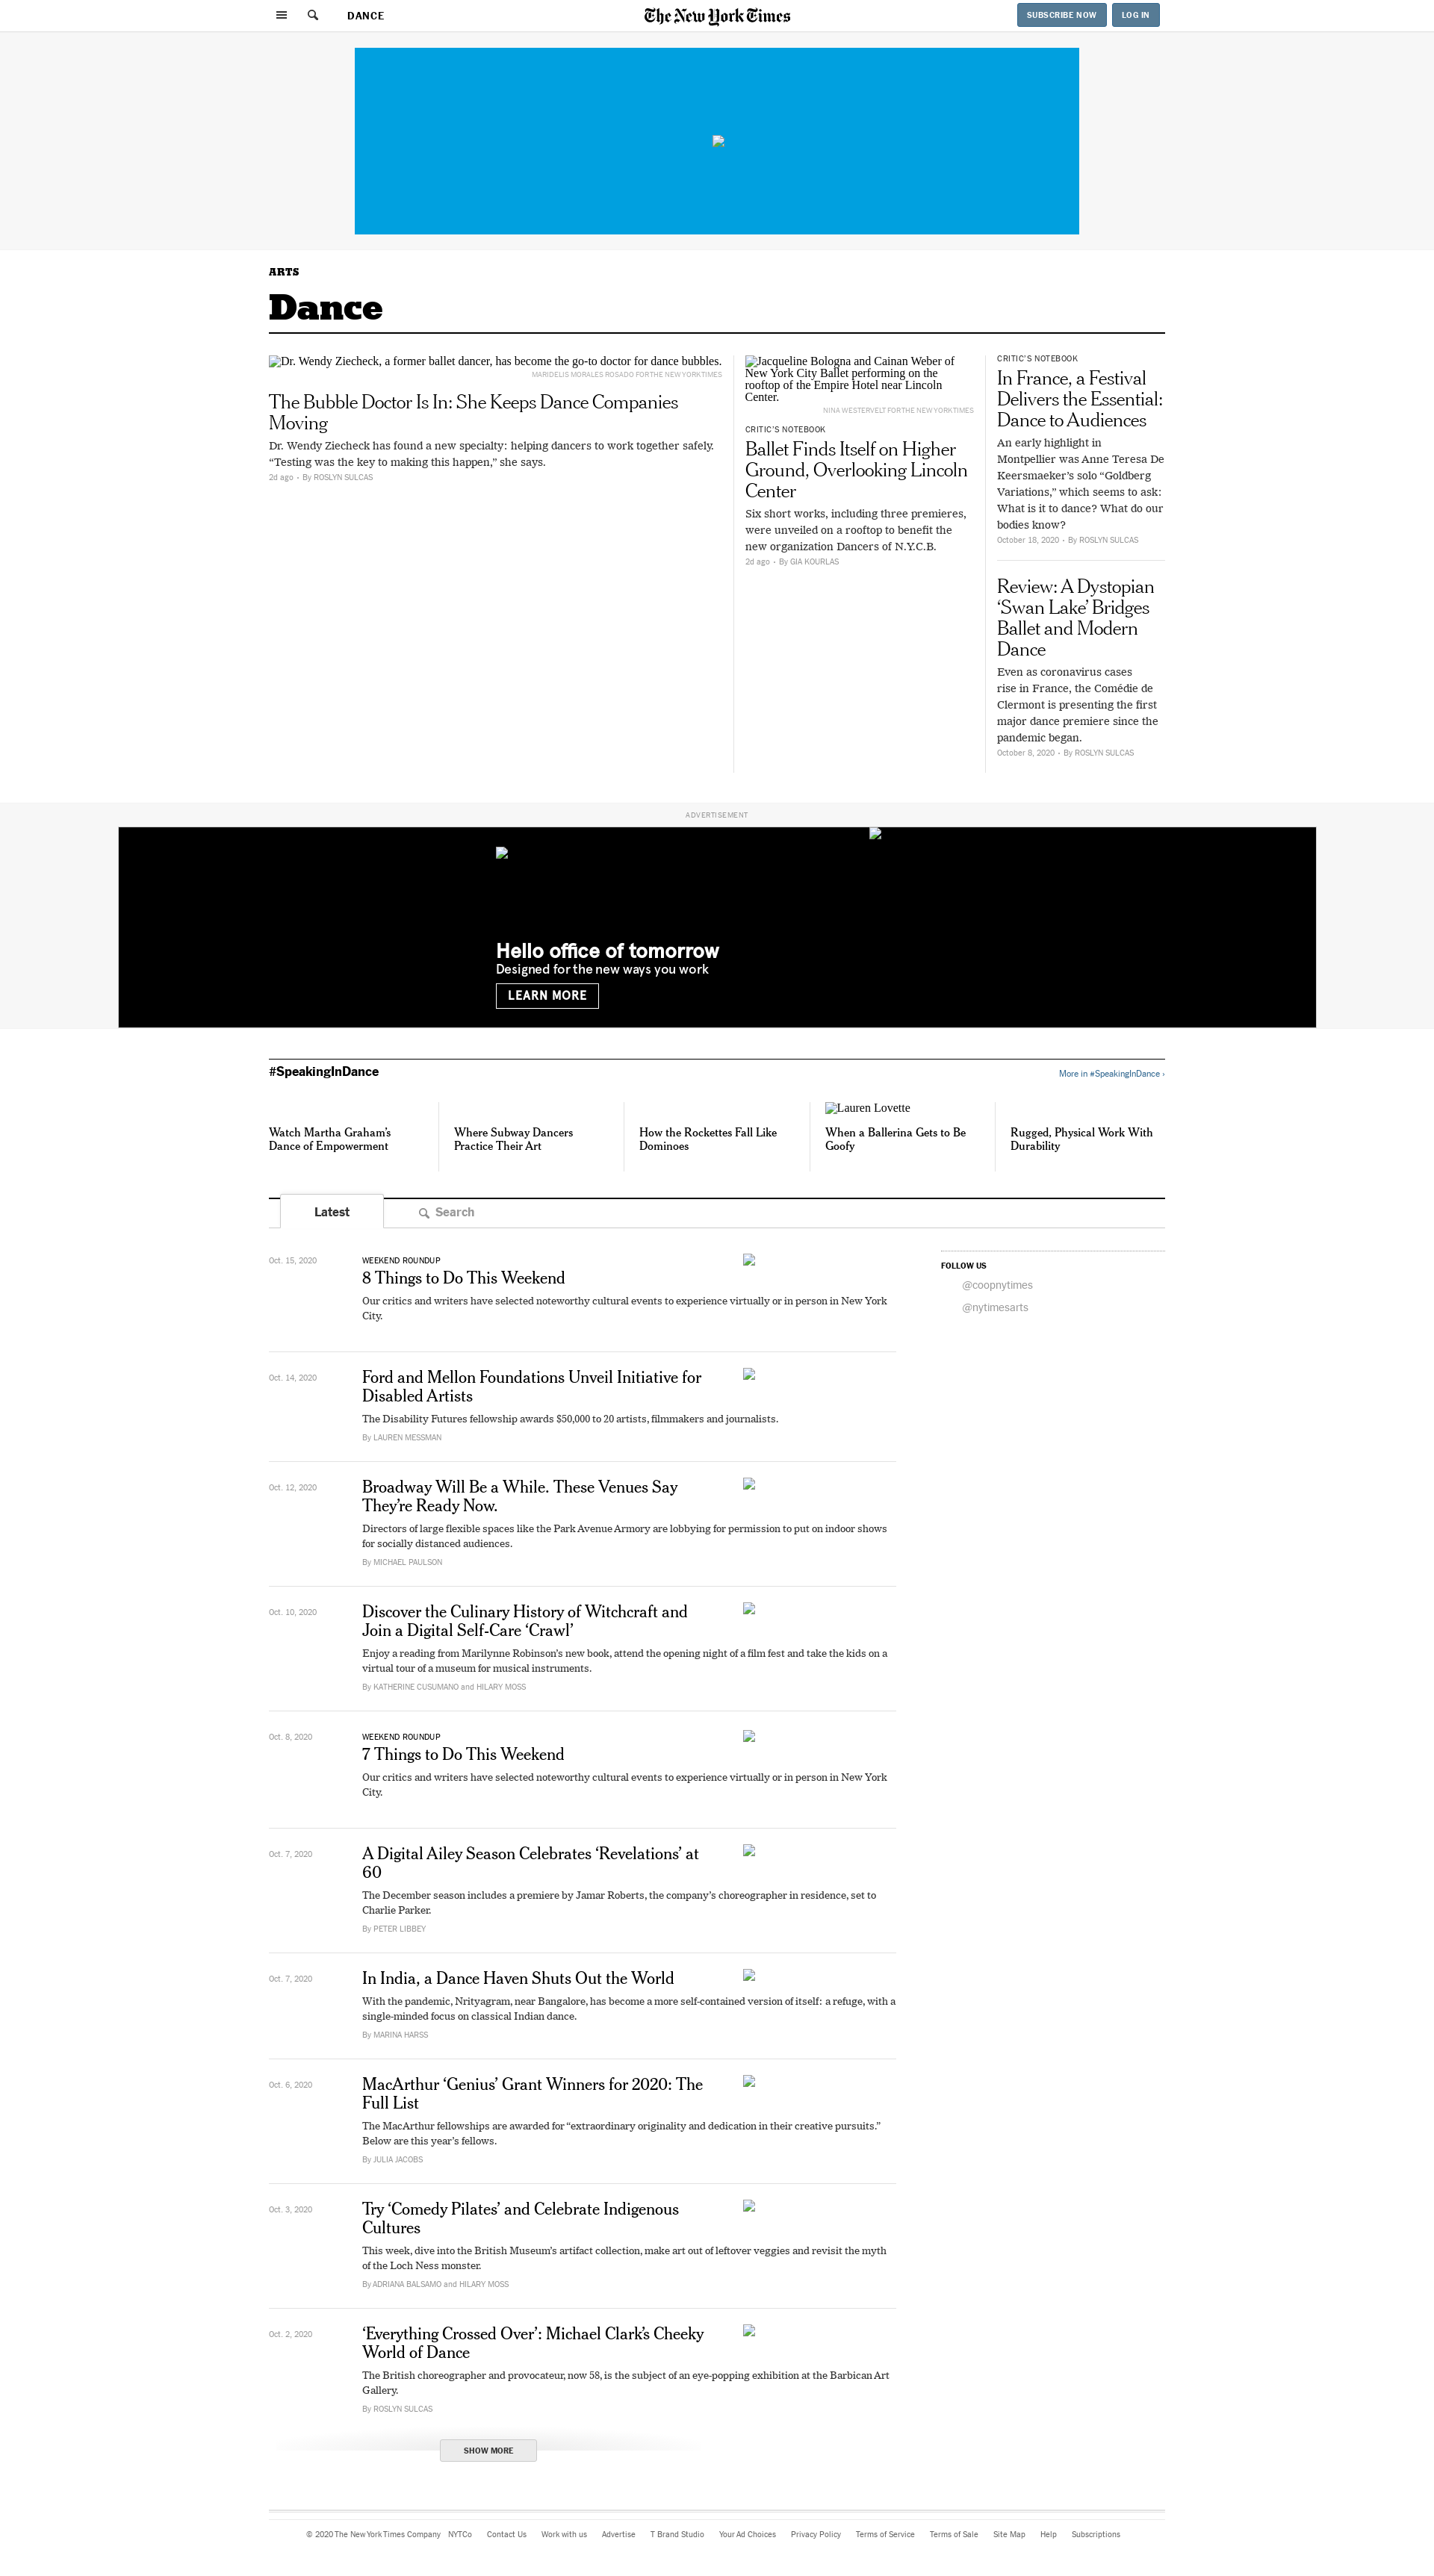 DANCE
The New York Times
SUBSCRIBE NOW
LOG IN
ARTS
Dance
Dr. Wendy Ziecheck, a former ballet dancer, has become the go-to doctor for dance bubbles.
MARIDELIS MORALES ROSADO FOR THE NEW YORK TIMES
The Bubble Doctor Is In: She Keeps Dance Companies
Moving
Dr. Wendy Ziecheck has found a new specialty: helping dancers to work together safely.
“Testing was the key to making this happen,” she says.
2d ago • By ROSLYN SULCAS
Jacqueline Bologna and Cainan Weber of
New York City Ballet performing on the
rooftop of the Empire Hotel near Lincoln
Center.
NINA WESTERVELT FOR THE NEW YORK TIMES
CRITIC’S NOTEBOOK
Ballet Finds Itself on Higher
Ground, Overlooking Lincoln
Center
Six short works, including three premieres,
were unveiled on a rooftop to benefit the
new organization Dancers of N.Y.C.B.
2d ago • By GIA KOURLAS
CRITIC’S NOTEBOOK
In France, a Festival
Delivers the Essential:
Dance to Audiences
An early highlight in
Montpellier was Anne Teresa De
Keersmaeker’s solo “Goldberg
Variations,” which seems to ask:
What is it to dance? What do our
bodies know?
October 18, 2020 • By ROSLYN SULCAS
Review: A Dystopian
‘Swan Lake’ Bridges
Ballet and Modern
Dance
Even as coronavirus cases
rise in France, the Comédie de
Clermont is presenting the first
major dance premiere since the
pandemic began.
October 8, 2020 • By ROSLYN SULCAS
ADVERTISEMENT
Hello office of tomorrow
Designed for the new ways you work
LEARN MORE
#SpeakingInDance
More in #SpeakingInDance ›
Watch Martha Graham’s
Dance of Empowerment
Where Subway Dancers
Practice Their Art
How the Rockettes Fall Like
Dominoes
Lauren Lovette
When a Ballerina Gets to Be
Goofy
Rugged, Physical Work With
Durability
Latest
Search
Oct. 15, 2020
WEEKEND ROUNDUP
8 Things to Do This Weekend
Our critics and writers have selected noteworthy cultural events to experience virtually or in person in New York
City.
FOLLOW US
@coopnytimes
@nytimesarts
Oct. 14, 2020
Ford and Mellon Foundations Unveil Initiative for
Disabled Artists
The Disability Futures fellowship awards $50,000 to 20 artists, filmmakers and journalists.
By LAUREN MESSMAN
Oct. 12, 2020
Broadway Will Be a While. These Venues Say
They’re Ready Now.
Directors of large flexible spaces like the Park Avenue Armory are lobbying for permission to put on indoor shows
for socially distanced audiences.
By MICHAEL PAULSON
Oct. 10, 2020
Discover the Culinary History of Witchcraft and
Join a Digital Self-Care ‘Crawl’
Enjoy a reading from Marilynne Robinson’s new book, attend the opening night of a film fest and take the kids on a
virtual tour of a museum for musical instruments.
By KATHERINE CUSUMANO and HILARY MOSS
Oct. 8, 2020
WEEKEND ROUNDUP
7 Things to Do This Weekend
Our critics and writers have selected noteworthy cultural events to experience virtually or in person in New York
City.
Oct. 7, 2020
A Digital Ailey Season Celebrates ‘Revelations’ at
60
The December season includes a premiere by Jamar Roberts, the company’s choreographer in residence, set to
Charlie Parker.
By PETER LIBBEY
Oct. 7, 2020
In India, a Dance Haven Shuts Out the World
With the pandemic, Nrityagram, near Bangalore, has become a more self-contained version of itself: a refuge, with a
single-minded focus on classical Indian dance.
By MARINA HARSS
Oct. 6, 2020
MacArthur ‘Genius’ Grant Winners for 2020: The
Full List
The MacArthur fellowships are awarded for “extraordinary originality and dedication in their creative pursuits.”
Below are this year’s fellows.
By JULIA JACOBS
Oct. 3, 2020
Try ‘Comedy Pilates’ and Celebrate Indigenous
Cultures
This week, dive into the British Museum’s artifact collection, make art out of leftover veggies and revisit the myth
of the Loch Ness monster.
By ADRIANA BALSAMO and HILARY MOSS
Oct. 2, 2020
‘Everything Crossed Over’: Michael Clark’s Cheeky
World of Dance
The British choreographer and provocateur, now 58, is the subject of an eye-popping exhibition at the Barbican Art
Gallery.
By ROSLYN SULCAS
SHOW MORE
© 2020 The New York Times Company NYTCo Contact Us Work with us Advertise T Brand Studio Your Ad Choices Privacy Policy Terms of Service Terms of Sale Site Map Help Subscriptions